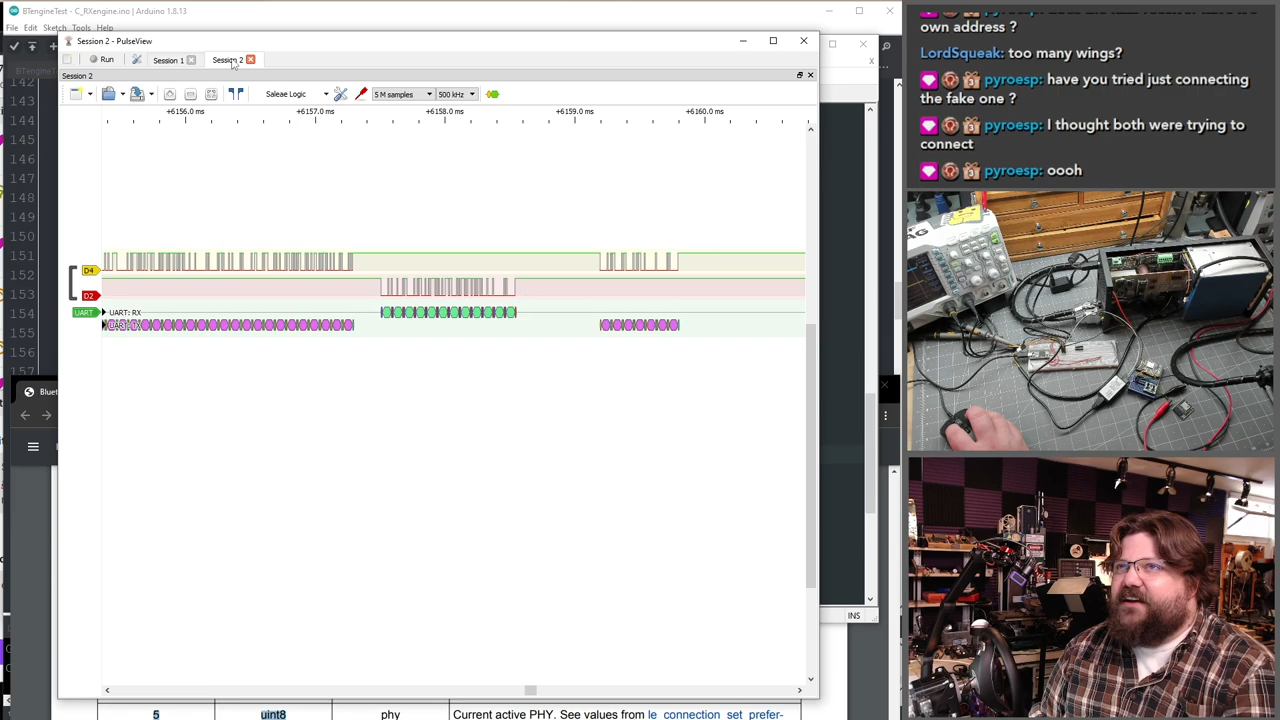 BTengineTest - C_RXengine.ino | Arduino 1.8.13
File Edit Sketch Tools Help
Session 2 - PulseView
Run
Session 1
Session 2
Session 2
Saleae Logic
5 M samples
500 kHz
+6156.0 ms
+6157.0 ms
+6158.0 ms
+6159.0 ms
+6160.0 ms
142
143
144
145
146
147
148
149
150
151
152
153
154
155
156
157
D4
D2
UART
UART: RX
Bluet
INS
5
uint8
phy
Current active PHY. See values from le_connection_set_prefer-
own address ?
LordSqueak: too many wings?
pyroesp: have you tried just connecting
the fake one ?
pyroesp: I thought both were trying to
connect
pyroesp: oooh